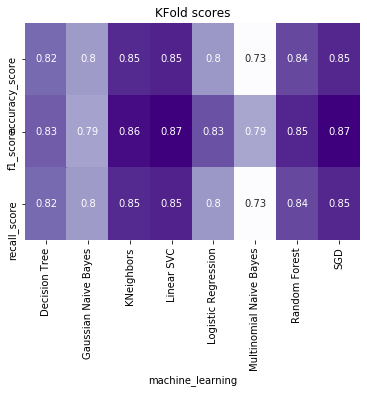 KFold scores
accuracy_score
0.82 0.8 0.85 0.85 0.8 0.73 0.84 0.85
f1_score
0.83 0.79 0.86 0.87 0.83 0.79 0.85 0.87
recall_score
0.82 0.8 0.85 0.85 0.8 0.73 0.84 0.85
Decision Tree
Gaussian Naive Bayes
KNeighbors
Linear SVC
Logistic Regression
Multinomial Naive Bayes
Random Forest
SGD
machine_learning